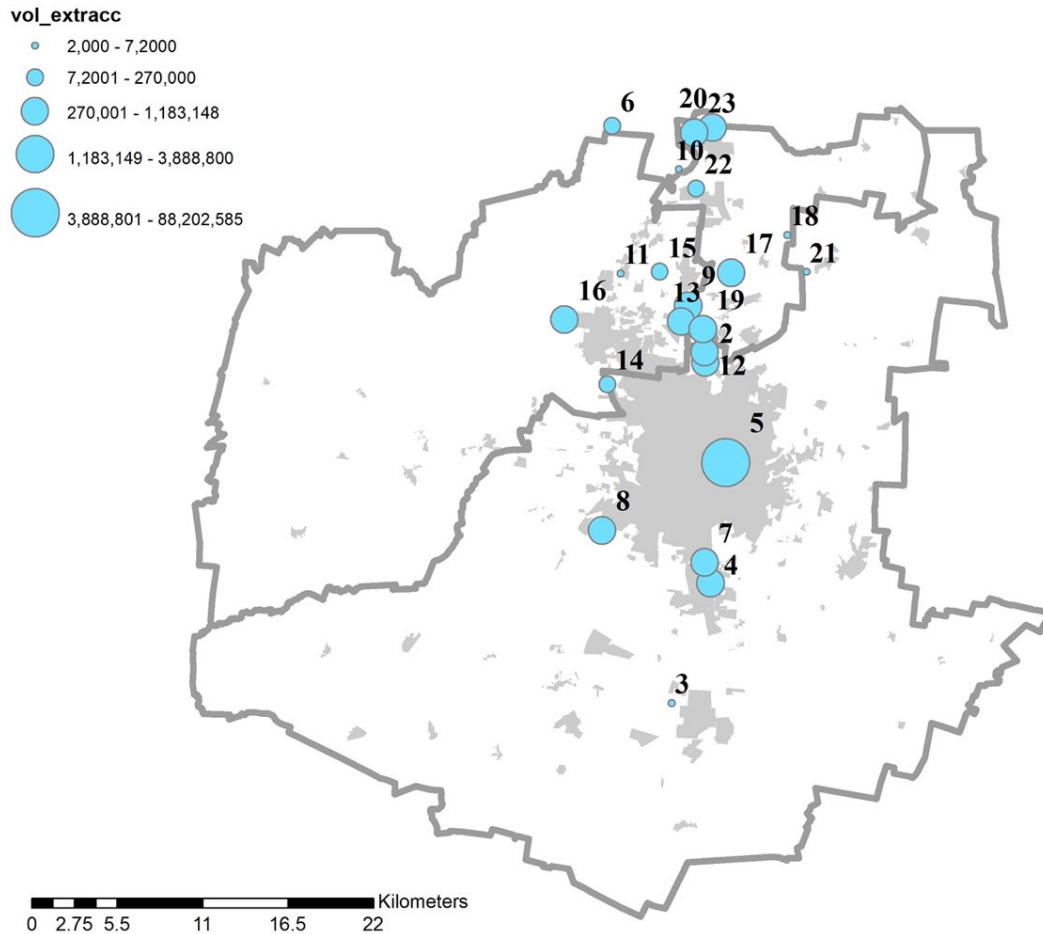 vol_extracc
2,000 - 7,2000
7,2001 - 270,000
270,001 - 1,183,148
1,183,149 - 3,888,800
3,888,801 - 88,202,585
6
20 23
10
22
18
11 15 17 21
9
16 13 19
2
14 12
5
8
7
4
3
Kilometers
0 2.75 5.5 11 16.5 22